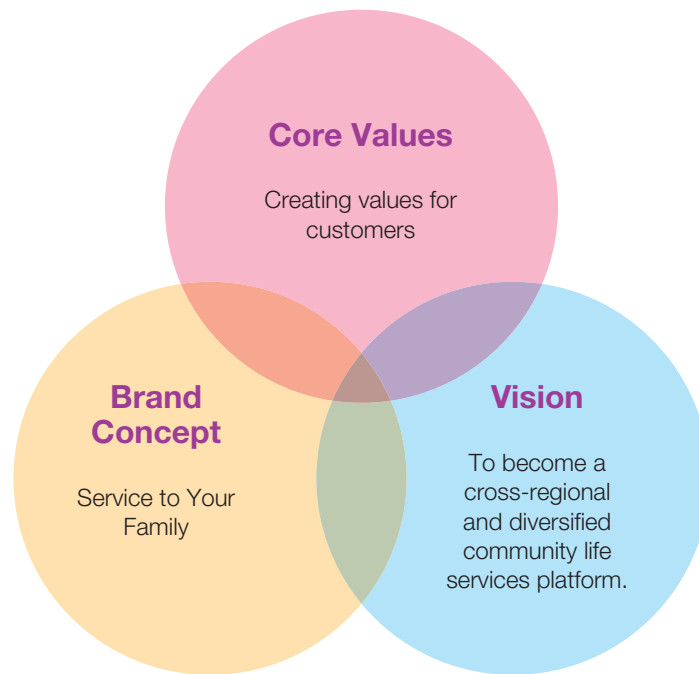 Core Values
Creating values for
customers
Brand
Concept
Service to Your
Family
Vision
To become a
cross-regional
and diversified
community life
services platform.